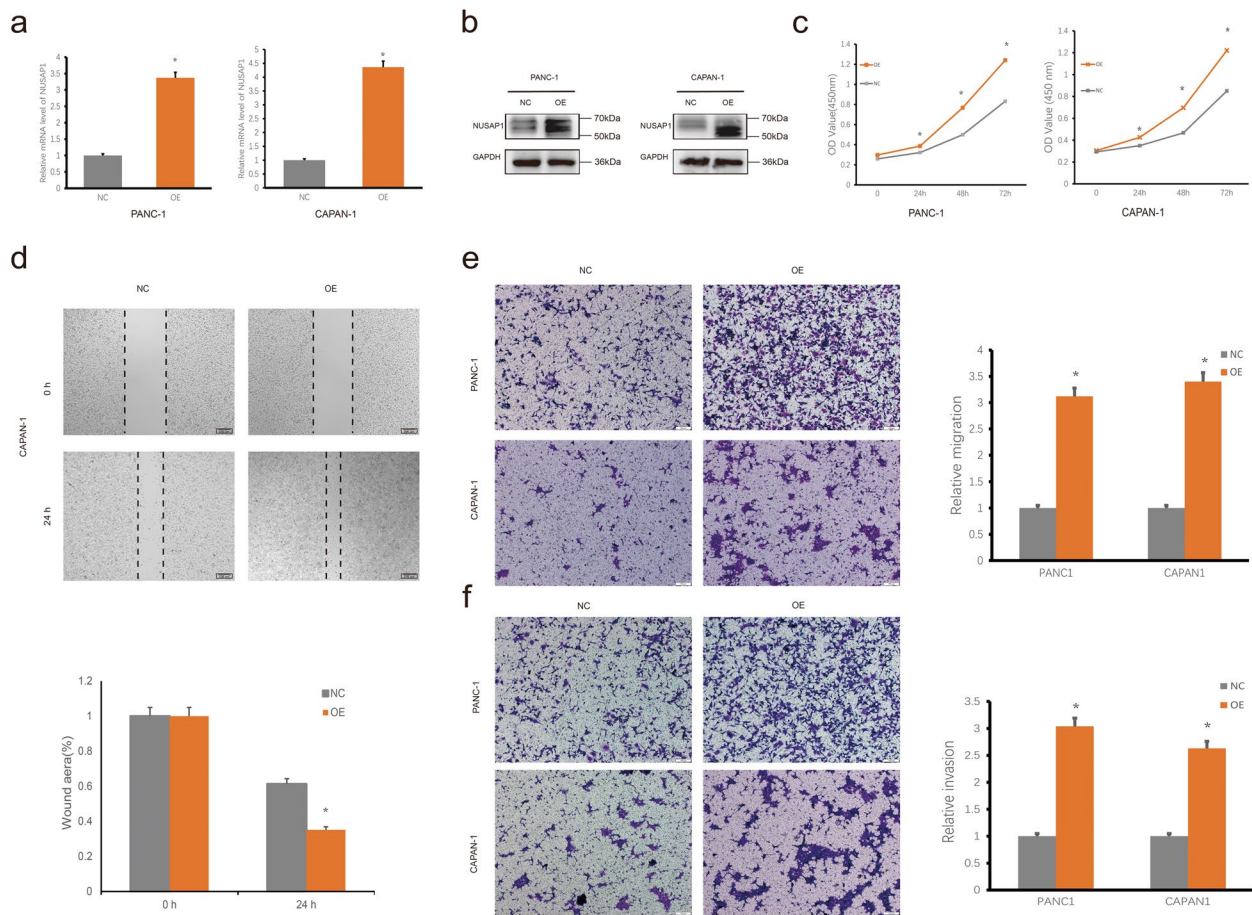 a
Relative mRNA level of NUSAP1
4
3.5
3
2.5
2
1.5
1
0.5
0
*
NC
OE
PANC-1
Relative mRNA level of NUSAP1
5
4.5
4
3.5
3
2.5
2
1.5
1
0.5
0
*
NC
OE
CAPAN-1
b
PANC-1
NC OE
NUSAP1
70kDa
50kDa
GAPDH
36kDa
CAPAN-1
NC OE
NUSAP1
70kDa
50kDa
GAPDH
36kDa
c
OD Value(450nm)
1.4
1.2
1
0.8
0.6
0.4
0.2
0
OE
NC
*
*
*
0 24h 48h 72h
PANC-1
OD Value (450 nm)
1.4
1.2
1
0.8
0.6
0.4
0.2
0
OE
NC
*
*
*
0 24h 48h 72h
CAPAN-1
d
NC OE
CAPAN-1
0 h
24 h
Wound aera(%)
1.2
1
0.8
0.6
0.4
0.2
0
NC
OE
*
0 h 24 h
e
NC OE
PANC-1
CAPAN-1
Relative migration
4
3.5
3
2.5
2
1.5
1
0.5
0
NC
OE
*
*
PANC1 CAPAN1
f
NC OE
PANC-1
CAPAN-1
Relative invasion
4
3.5
3
2.5
2
1.5
1
0.5
0
NC
OE
*
*
PANC1 CAPAN1